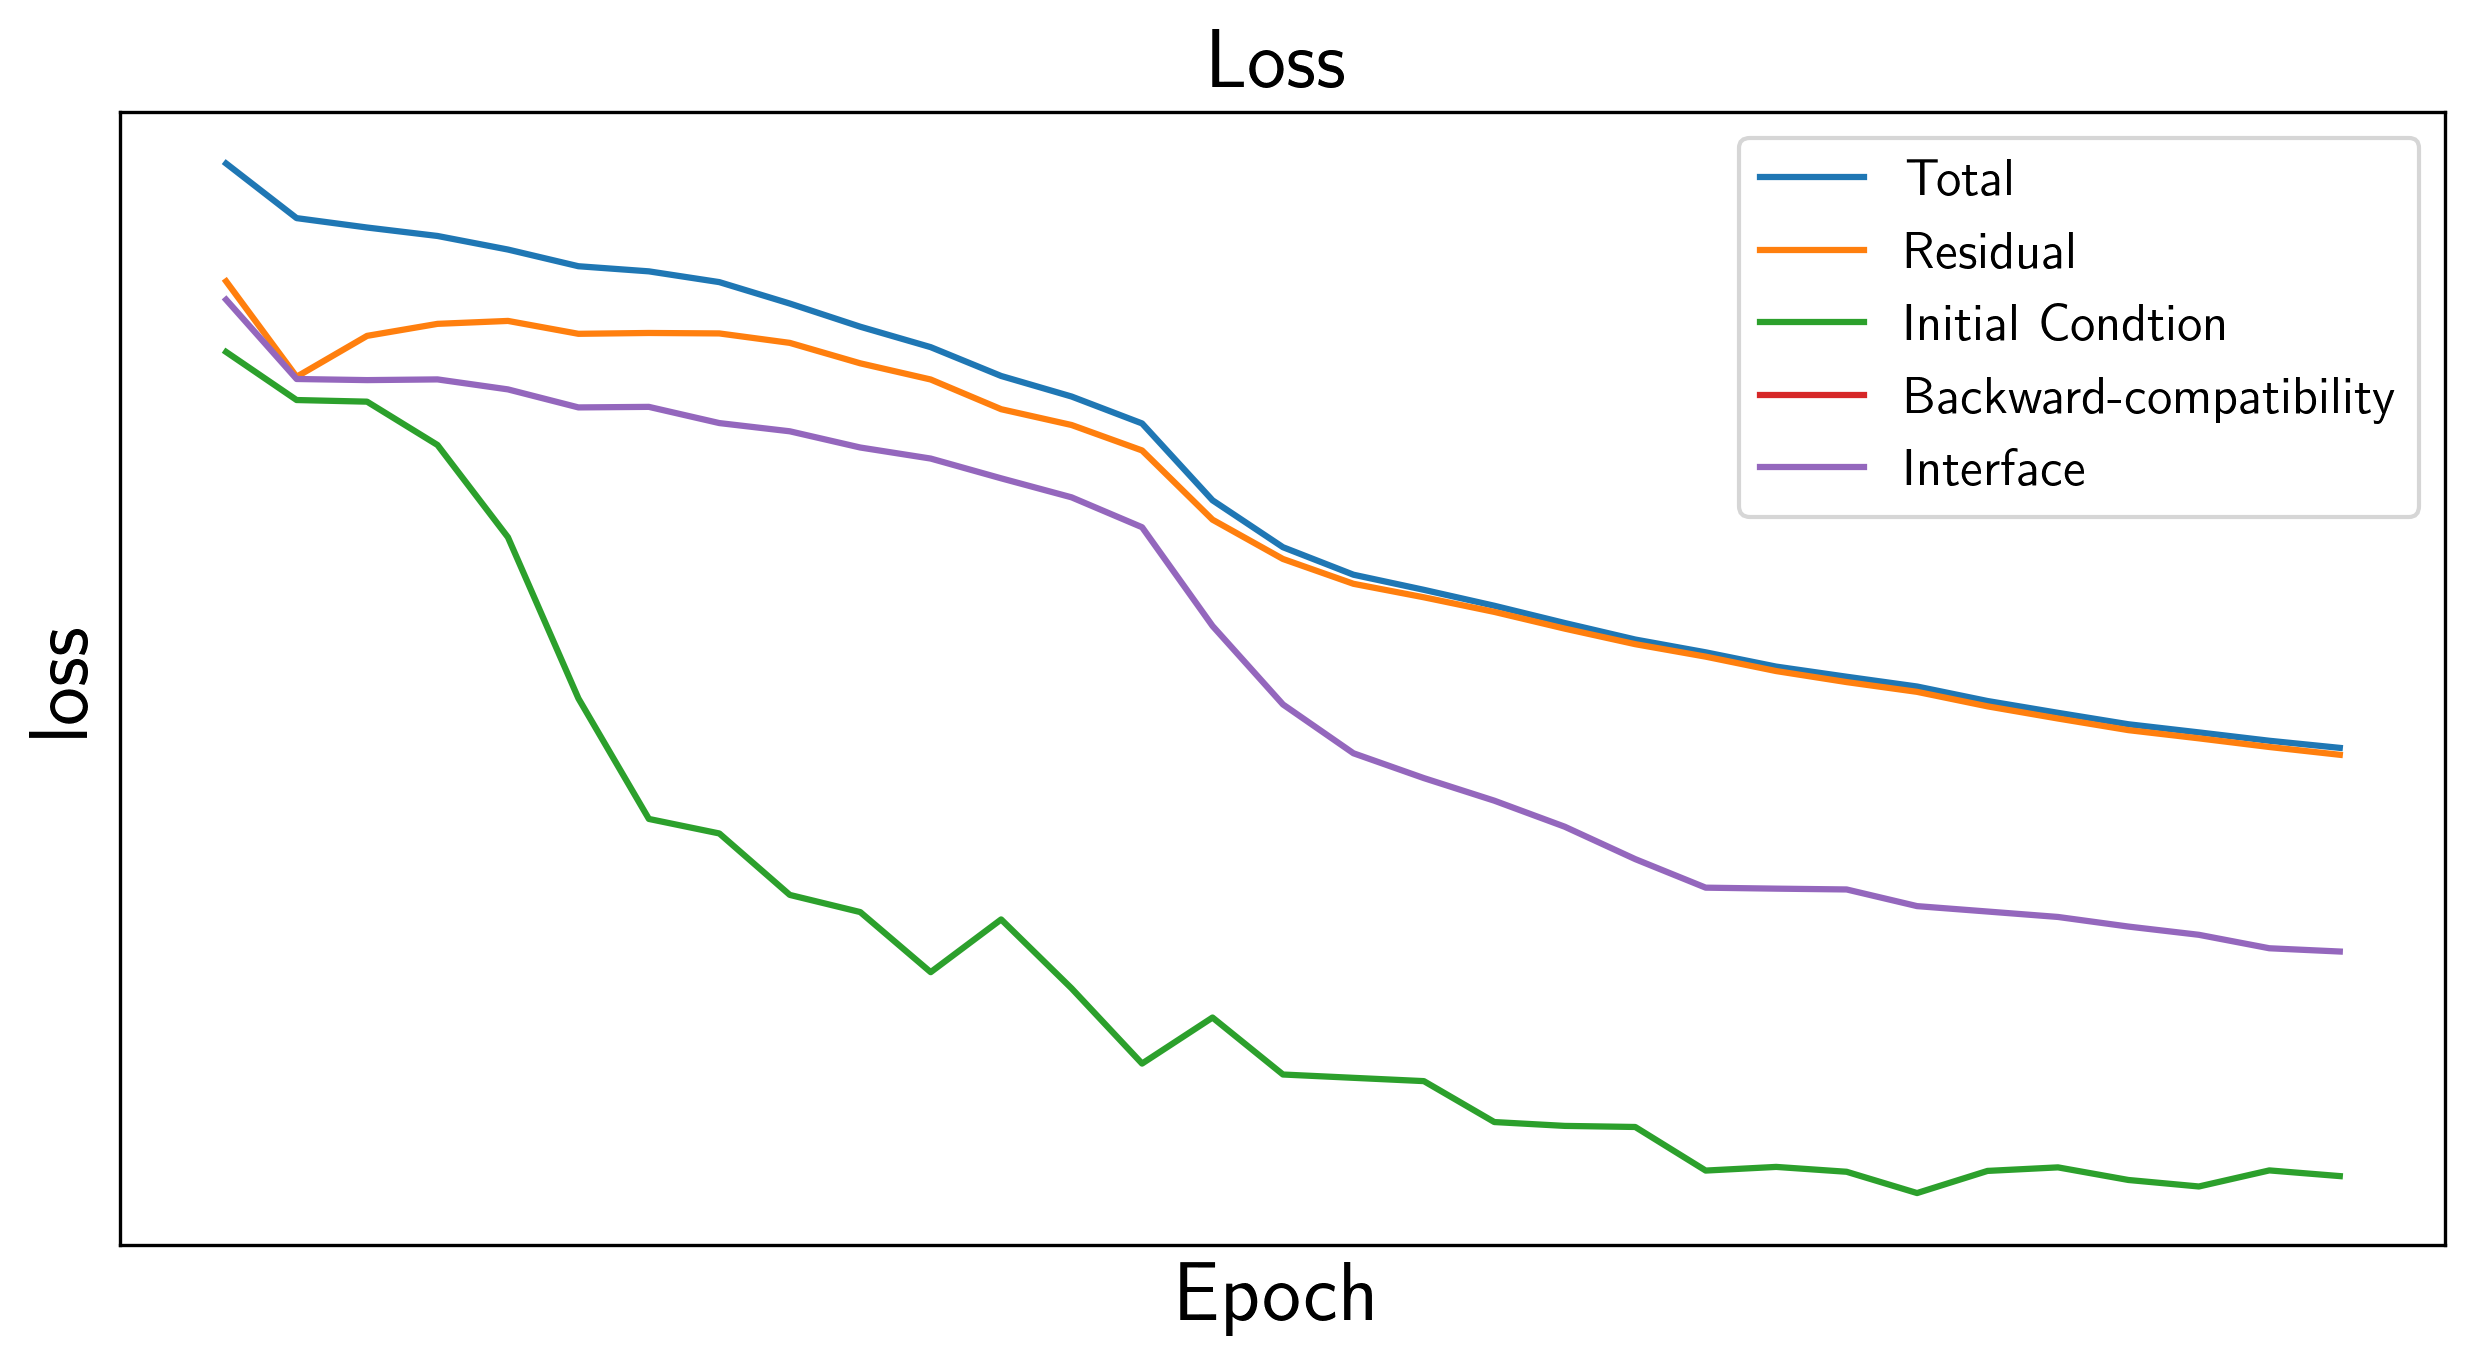 Loss
Total
Residual
Initial Condtion
Backward-compatibility
Interface
loss
Epoch